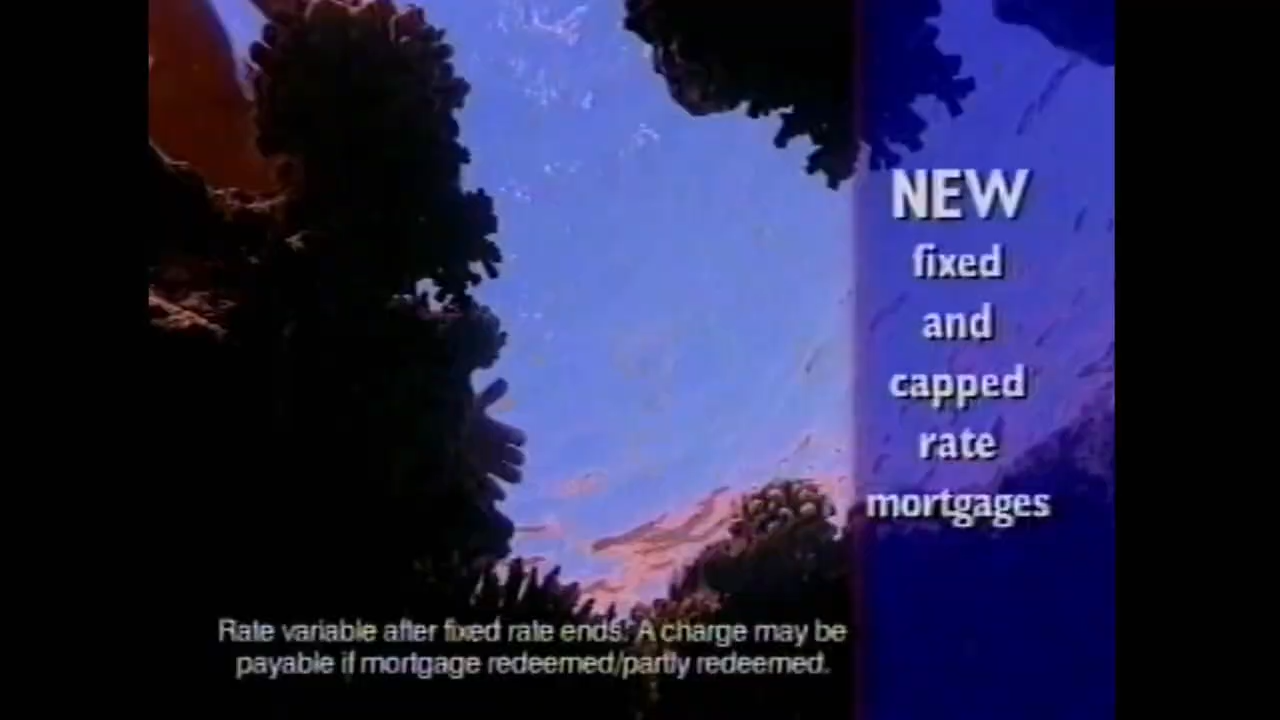 NEW
fixed
and
capped
rate
mortgages
Rate variable after fixed rate ends. A charge may be
payable if mortgage redeemed/partly redeemed.